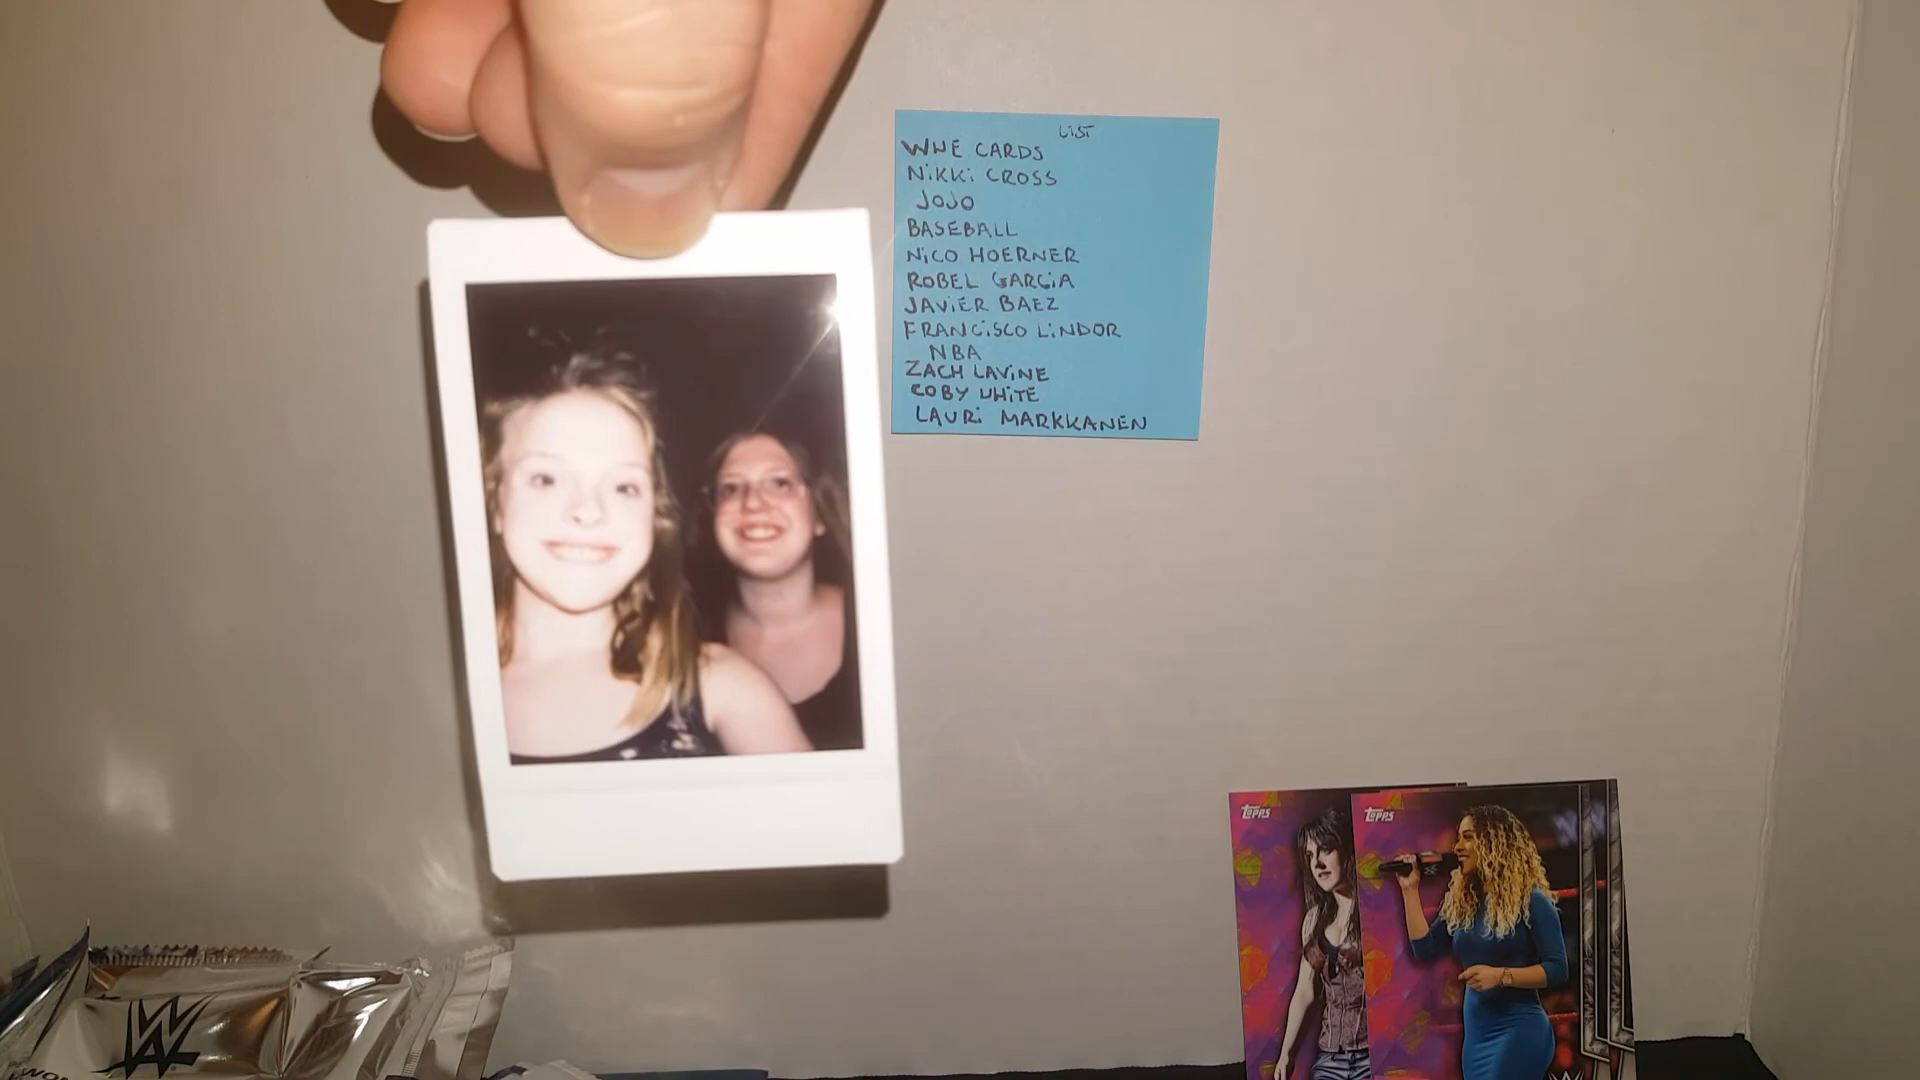 LIST
WWE CARDS
NIKKI CROSS
JOJO
BASEBALL
NICO HOERNER
ROBEL GARCIA
JAVIER BAEZ
FRANCISCO LINDOR
NBA
ZACH LAVINE
COBY WHITE
LAURI MARKKANEN
topps
topps
W
WOM